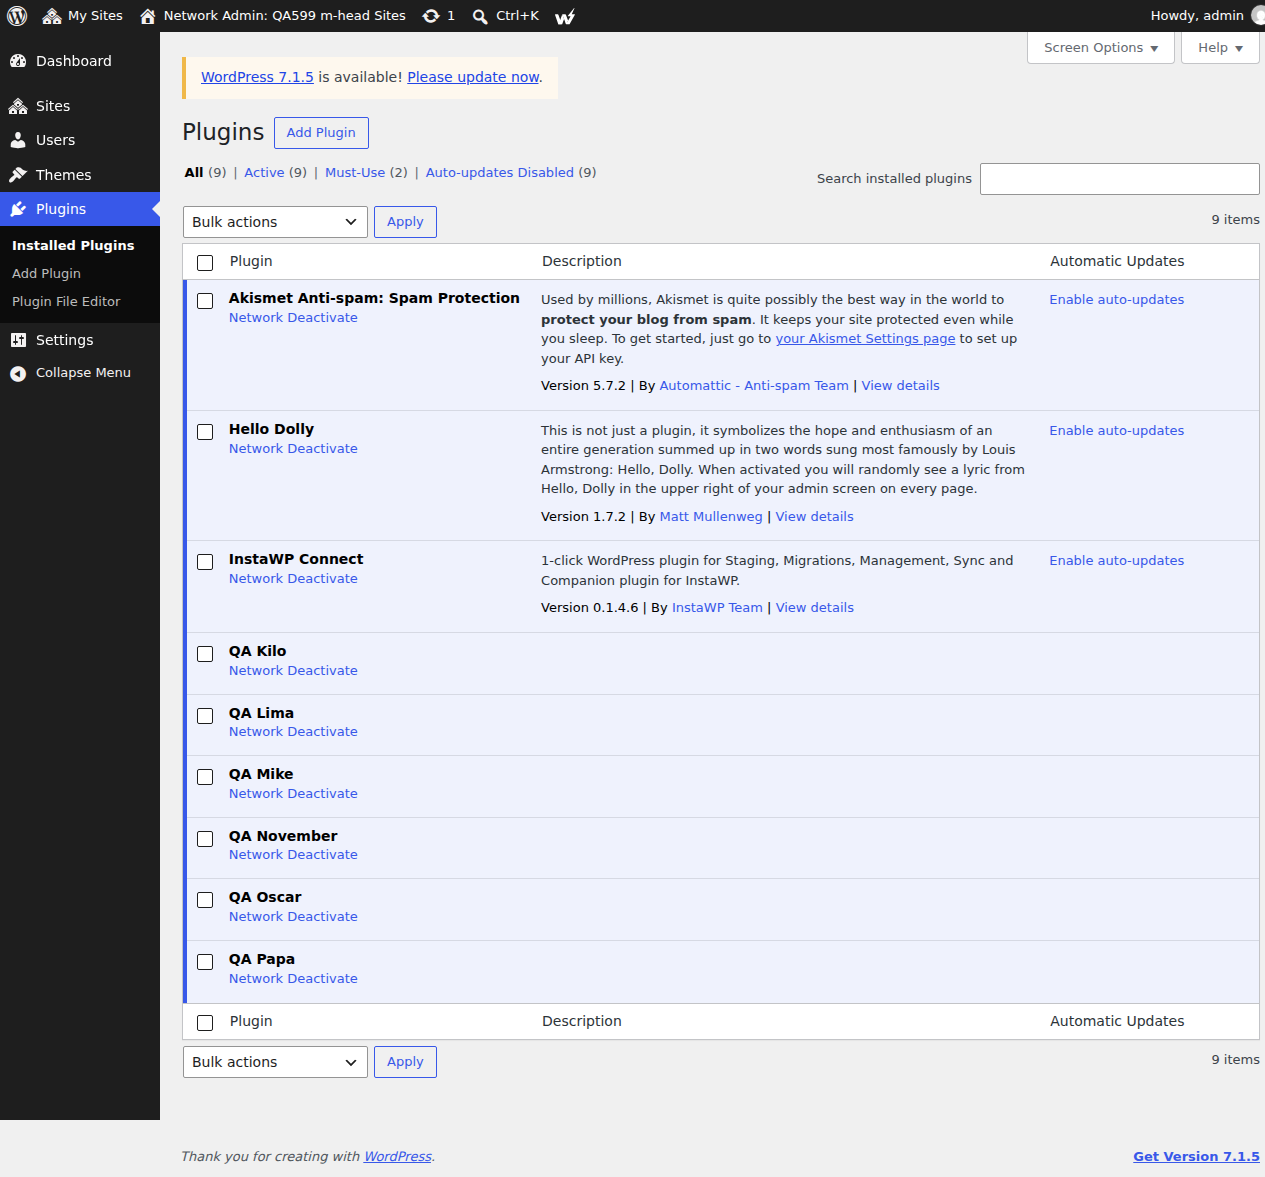 My Sites
Network Admin: QA599 m-head Sites
1
Ctrl+K
Howdy, admin
Dashboard
Sites
Users
Themes
Plugins
Installed Plugins
Add Plugin
Plugin File Editor
Settings
Collapse Menu
Screen Options
Help
WordPress 7.1.5 is available! Please update now.
Plugins
Add Plugin
All (9) | Active (9) | Must-Use (2) | Auto-updates Disabled (9)
Search installed plugins
Bulk actions
Apply
9 items
Plugin
Description
Automatic Updates
Akismet Anti-spam: Spam Protection
Network Deactivate
Used by millions, Akismet is quite possibly the best way in the world to
protect your blog from spam. It keeps your site protected even while
you sleep. To get started, just go to your Akismet Settings page to set up
your API key.
Version 5.7.2 | By Automattic - Anti-spam Team | View details
Enable auto-updates
Hello Dolly
Network Deactivate
This is not just a plugin, it symbolizes the hope and enthusiasm of an
entire generation summed up in two words sung most famously by Louis
Armstrong: Hello, Dolly. When activated you will randomly see a lyric from
Hello, Dolly in the upper right of your admin screen on every page.
Version 1.7.2 | By Matt Mullenweg | View details
Enable auto-updates
InstaWP Connect
Network Deactivate
1-click WordPress plugin for Staging, Migrations, Management, Sync and
Companion plugin for InstaWP.
Version 0.1.4.6 | By InstaWP Team | View details
Enable auto-updates
QA Kilo
Network Deactivate
QA Lima
Network Deactivate
QA Mike
Network Deactivate
QA November
Network Deactivate
QA Oscar
Network Deactivate
QA Papa
Network Deactivate
Plugin
Description
Automatic Updates
Bulk actions
Apply
9 items
Thank you for creating with WordPress.
Get Version 7.1.5